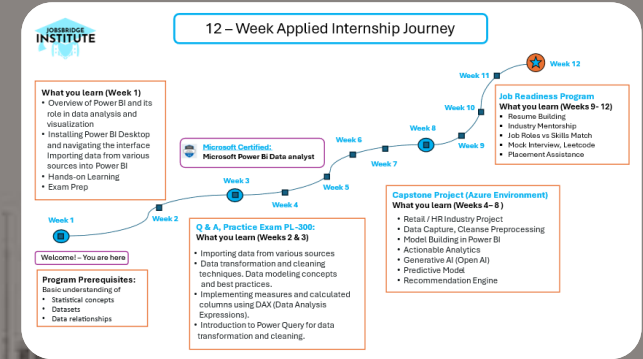 JOBSBRIDGE
INSTITUTE
12 – Week Applied Internship Journey
What you learn (Week 1)
• Overview of Power BI and its
role in data analysis and
visualization
• Installing Power BI Desktop
and navigating the interface
Importing data from various
sources into Power BI
• Hands-on Learning
• Exam Prep
Microsoft Certified:
Microsoft Power Bi Data analyst
Week 1
Week 2
Week 3
Week 4
Week 5
Week 6
Week 7
Week 8
Week 9
Week 10
Week 11
Week 12
Welcome! – You are here
Program Prerequisites:
Basic understanding of
• Statistical concepts
• Datasets
• Data relationships
Q & A, Practice Exam PL-300:
What you learn (Weeks 2 & 3)
• Importing data from various sources
• Data transformation and cleaning
techniques. Data modeling concepts
and best practices.
• Implementing measures and calculated
columns using DAX (Data Analysis
Expressions).
• Introduction to Power Query for data
transformation and cleaning.
Capstone Project (Azure Environment)
What you learn (Weeks 4– 8 )
• Retail / HR Industry Project
• Data Capture, Cleanse Preprocessing
• Model Building in Power BI
• Actionable Analytics
• Generative AI (Open AI)
• Predictive Model
• Recommendation Engine
Job Readiness Program
What you learn (Weeks 9- 12)
• Resume Building
• Industry Mentorship
• Job Roles vs Skills Match
• Mock Interview, Leetcode
• Placement Assistance